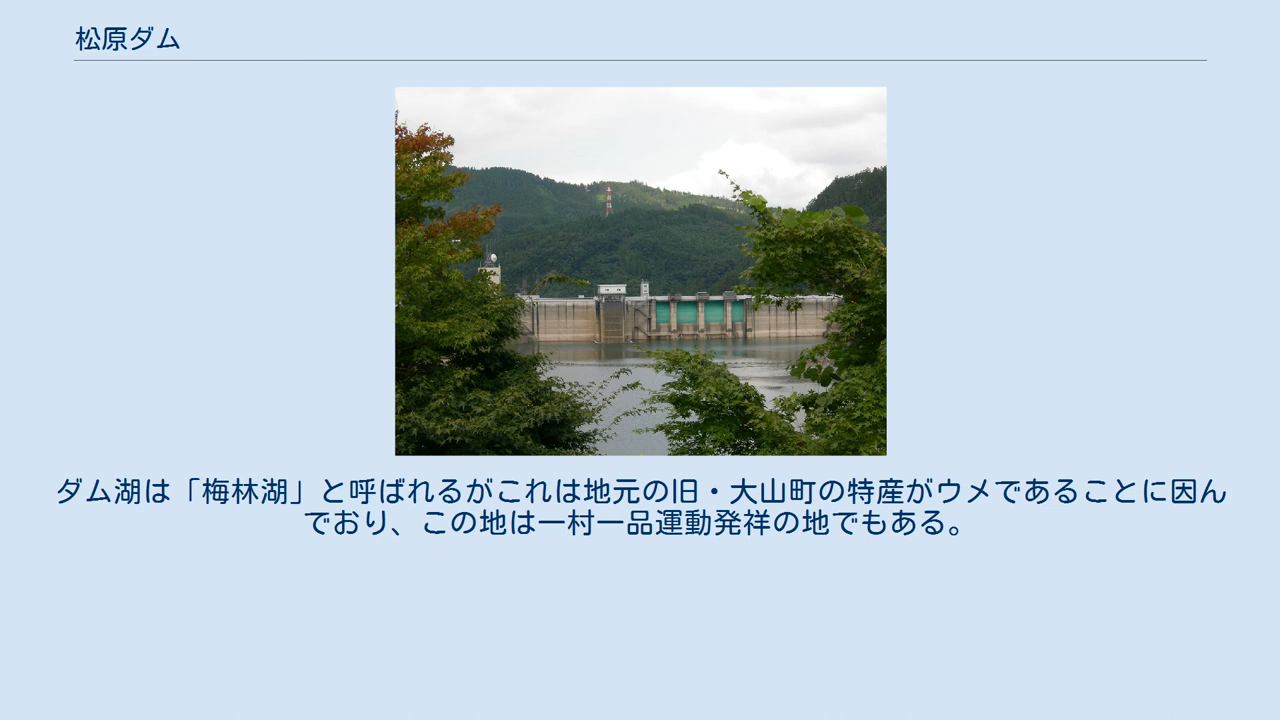 松原ダム
ダム湖は「梅林湖」と呼ばれるがこれは地元の旧・大山町の特産がウメであることに因ん
でおり、この地は一村一品運動発祥の地でもある。